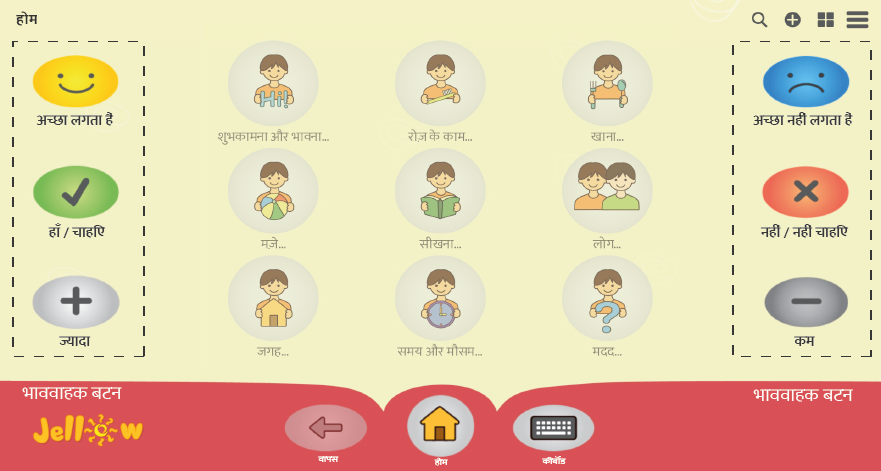 होम
अच्छा लगता है
हाँ / चाहिए
ज्यादा
शुभकामना और भावना...
रोज़ के काम...
खाना...
मज़े...
सीखना...
लोग...
जगह...
समय और मौसम...
मदद...
अच्छा नहीं लगता है
नहीं / नहीं चाहिए
कम
भाववाहक बटन
भाववाहक बटन
Jellow
वापस
होम
कीबोर्ड